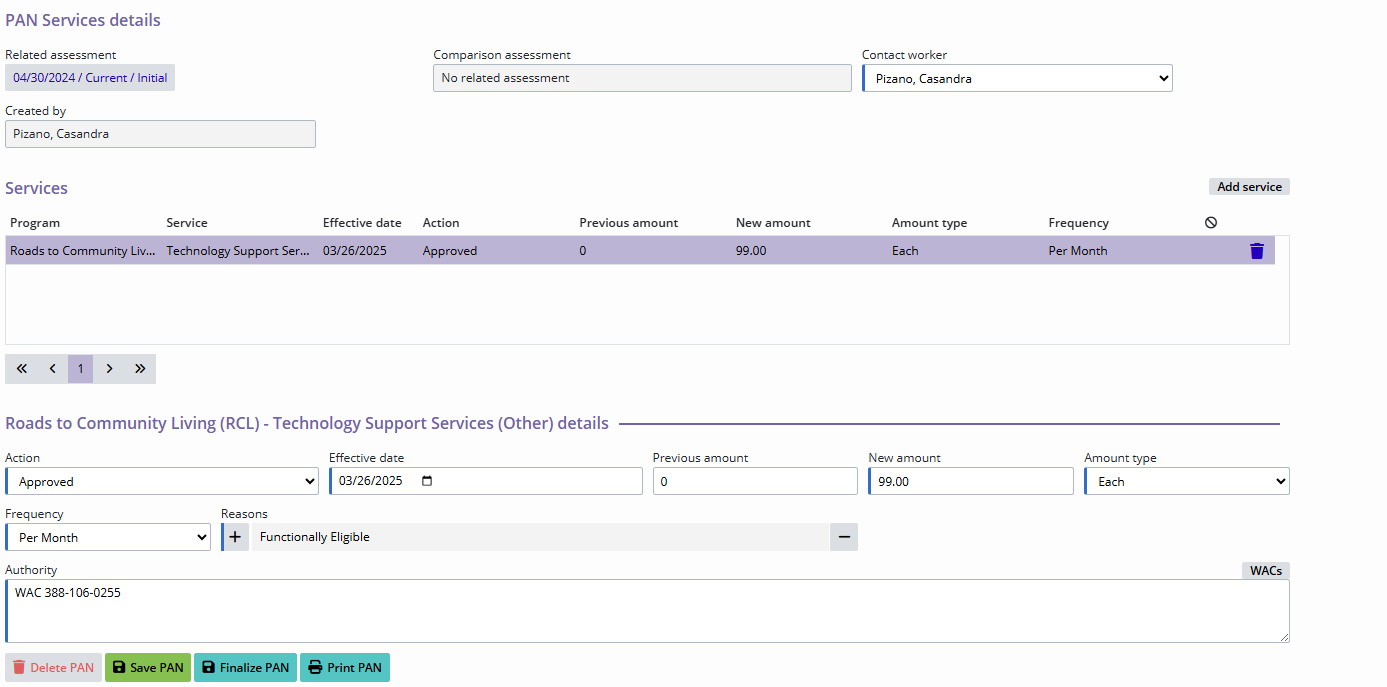 PAN Services details
Related assessment Comparison assessment Contact worker
04/30/2024 / Current / Initial No related assessment Pizano, Casandra
Created by
Pizano, Casandra
Services Add service
Program Service Effective date Action Previous amount New amount Amount type Frequency
Roads to Community Liv... Technology Support Ser... 03/26/2025 Approved 0 99.00 Each Per Month
1
Roads to Community Living (RCL) - Technology Support Services (Other) details
Action Effective date Previous amount New amount Amount type
Approved 03/26/2025 0 99.00 Each
Frequency Reasons
Per Month + Functionally Eligible −
Authority WACs
WAC 388-106-0255
Delete PAN Save PAN Finalize PAN Print PAN